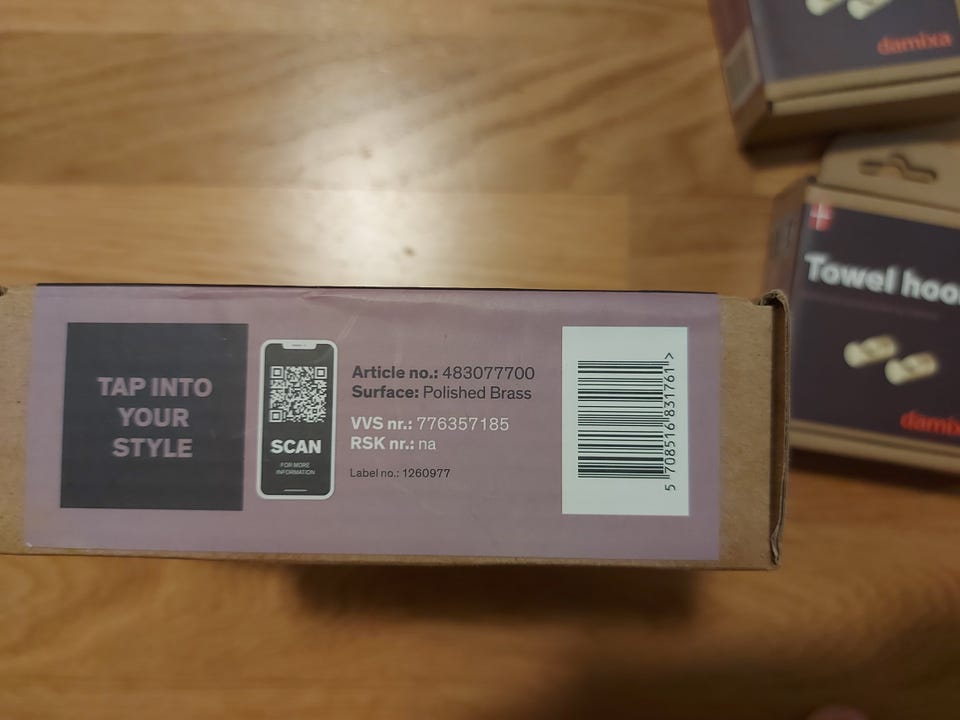 TAP INTO
YOUR
STYLE
SCAN
FOR MORE
INFORMATION
Article no.: 483077700
Surface: Polished Brass
VVS nr.: 776357185
RSK nr.: na
Label no.: 1260977
5 708516 831761 >
damixa
Towel hoo
damix